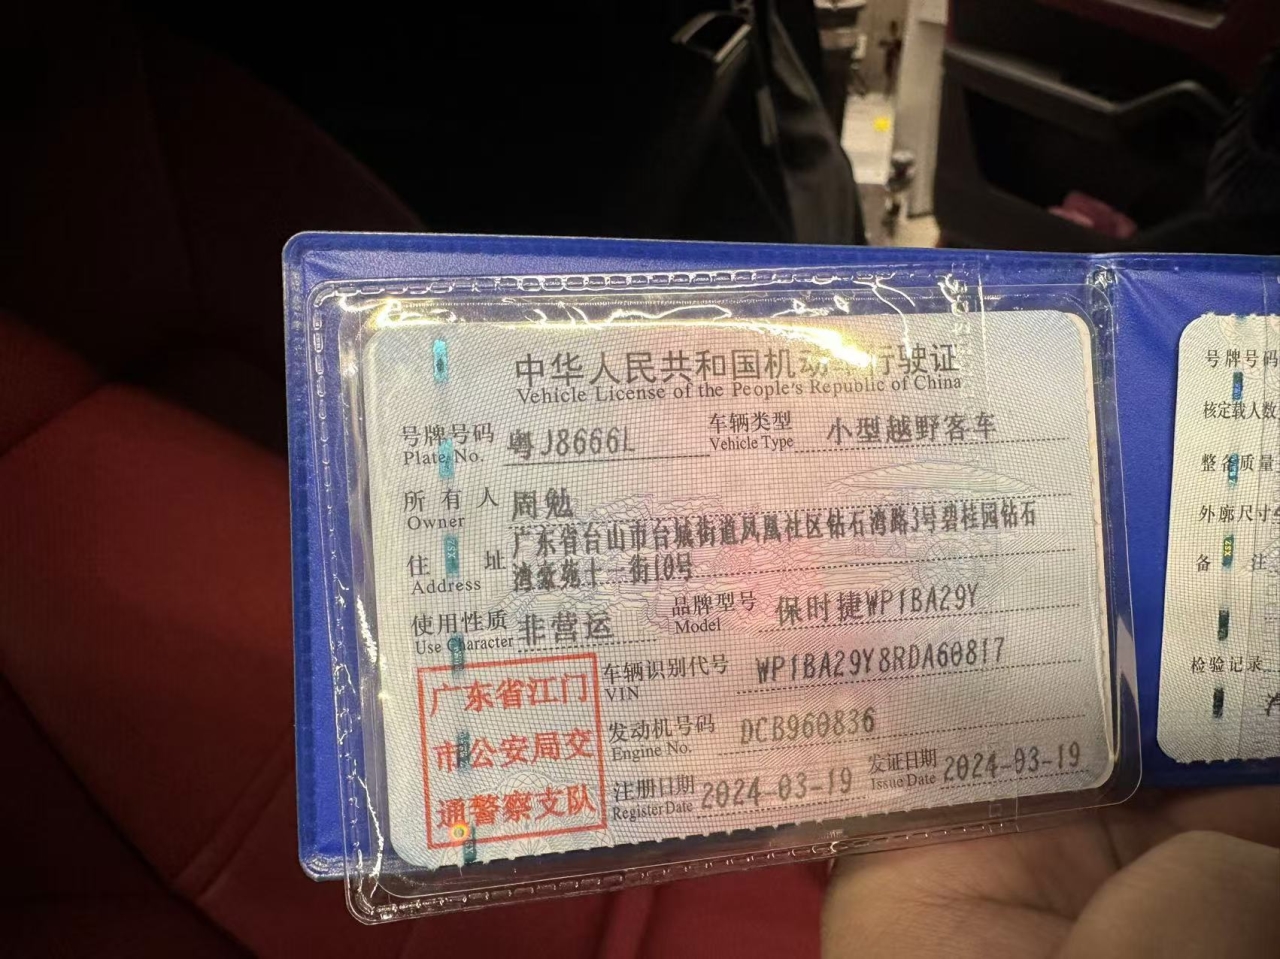 中华人民共和国机动车行驶证
Vehicle License of the People's Republic of China
号牌号码 粤J8666L 车辆类型 小型越野客车
Plate No. Vehicle Type
所有人 周勉
Owner
住址 广东省台山市台城街道凤凰社区钻石湾路3号碧桂园钻石
Address 湾豪苑十一街10号
使用性质 非营运 品牌型号 保时捷WP1BA29Y
Use Character Model
广东省江门
市公安局交
通警察支队
车辆识别代号 WP1BA29Y8RDA60817
VIN
发动机号码 DCB960836
Engine No.
注册日期 2024-03-19 发证日期 2024-03-19
Register Date Issue Date
号牌号码
核定载人数
整备质量
外廓尺寸
备注
检验记录